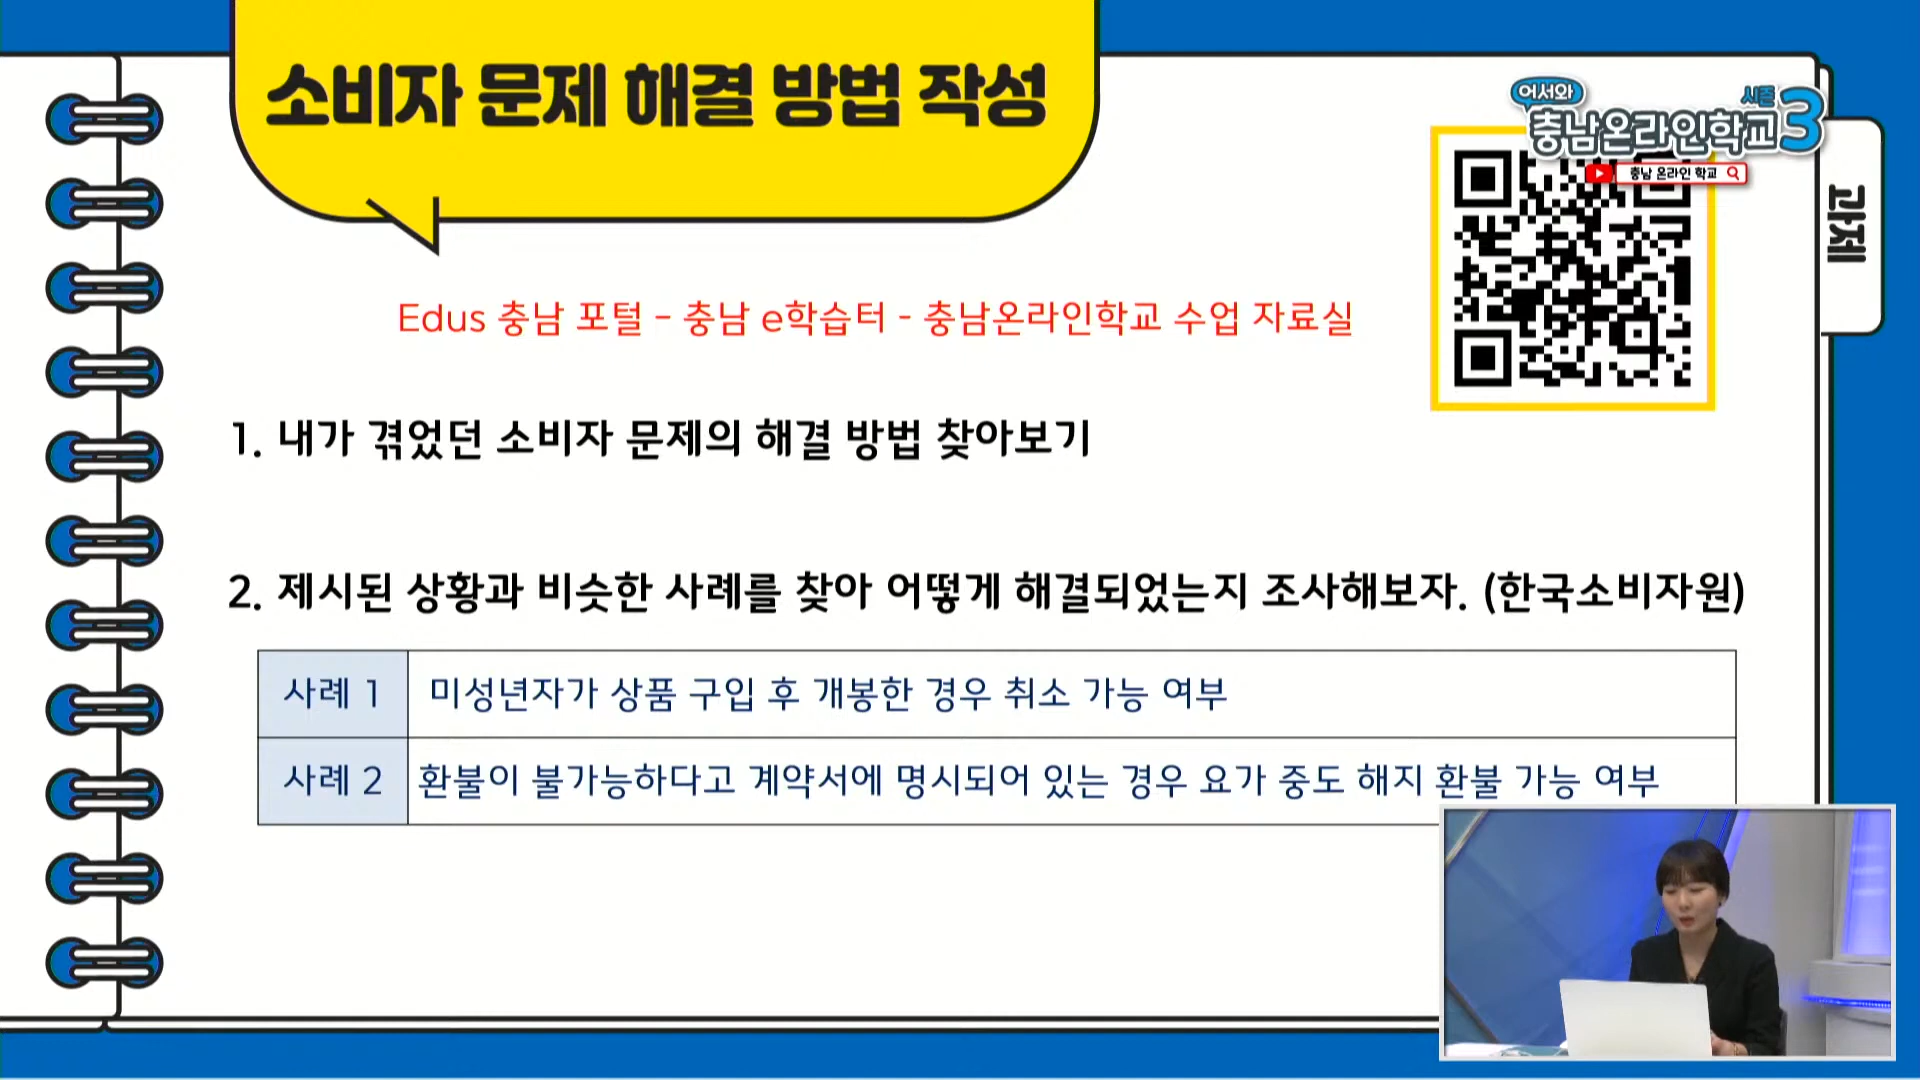 소비자 문제 해결 방법 작성
어서와
시즌
충남온라인학교3
충남 온라인 학교
과제
Edus 충남 포털 – 충남 e학습터 - 충남온라인학교 수업 자료실
1. 내가 겪었던 소비자 문제의 해결 방법 찾아보기
2. 제시된 상황과 비슷한 사례를 찾아 어떻게 해결되었는지 조사해보자. (한국소비자원)
사례 1 미성년자가 상품 구입 후 개봉한 경우 취소 가능 여부
사례 2 환불이 불가능하다고 계약서에 명시되어 있는 경우 요가 중도 해지 환불 가능 여부